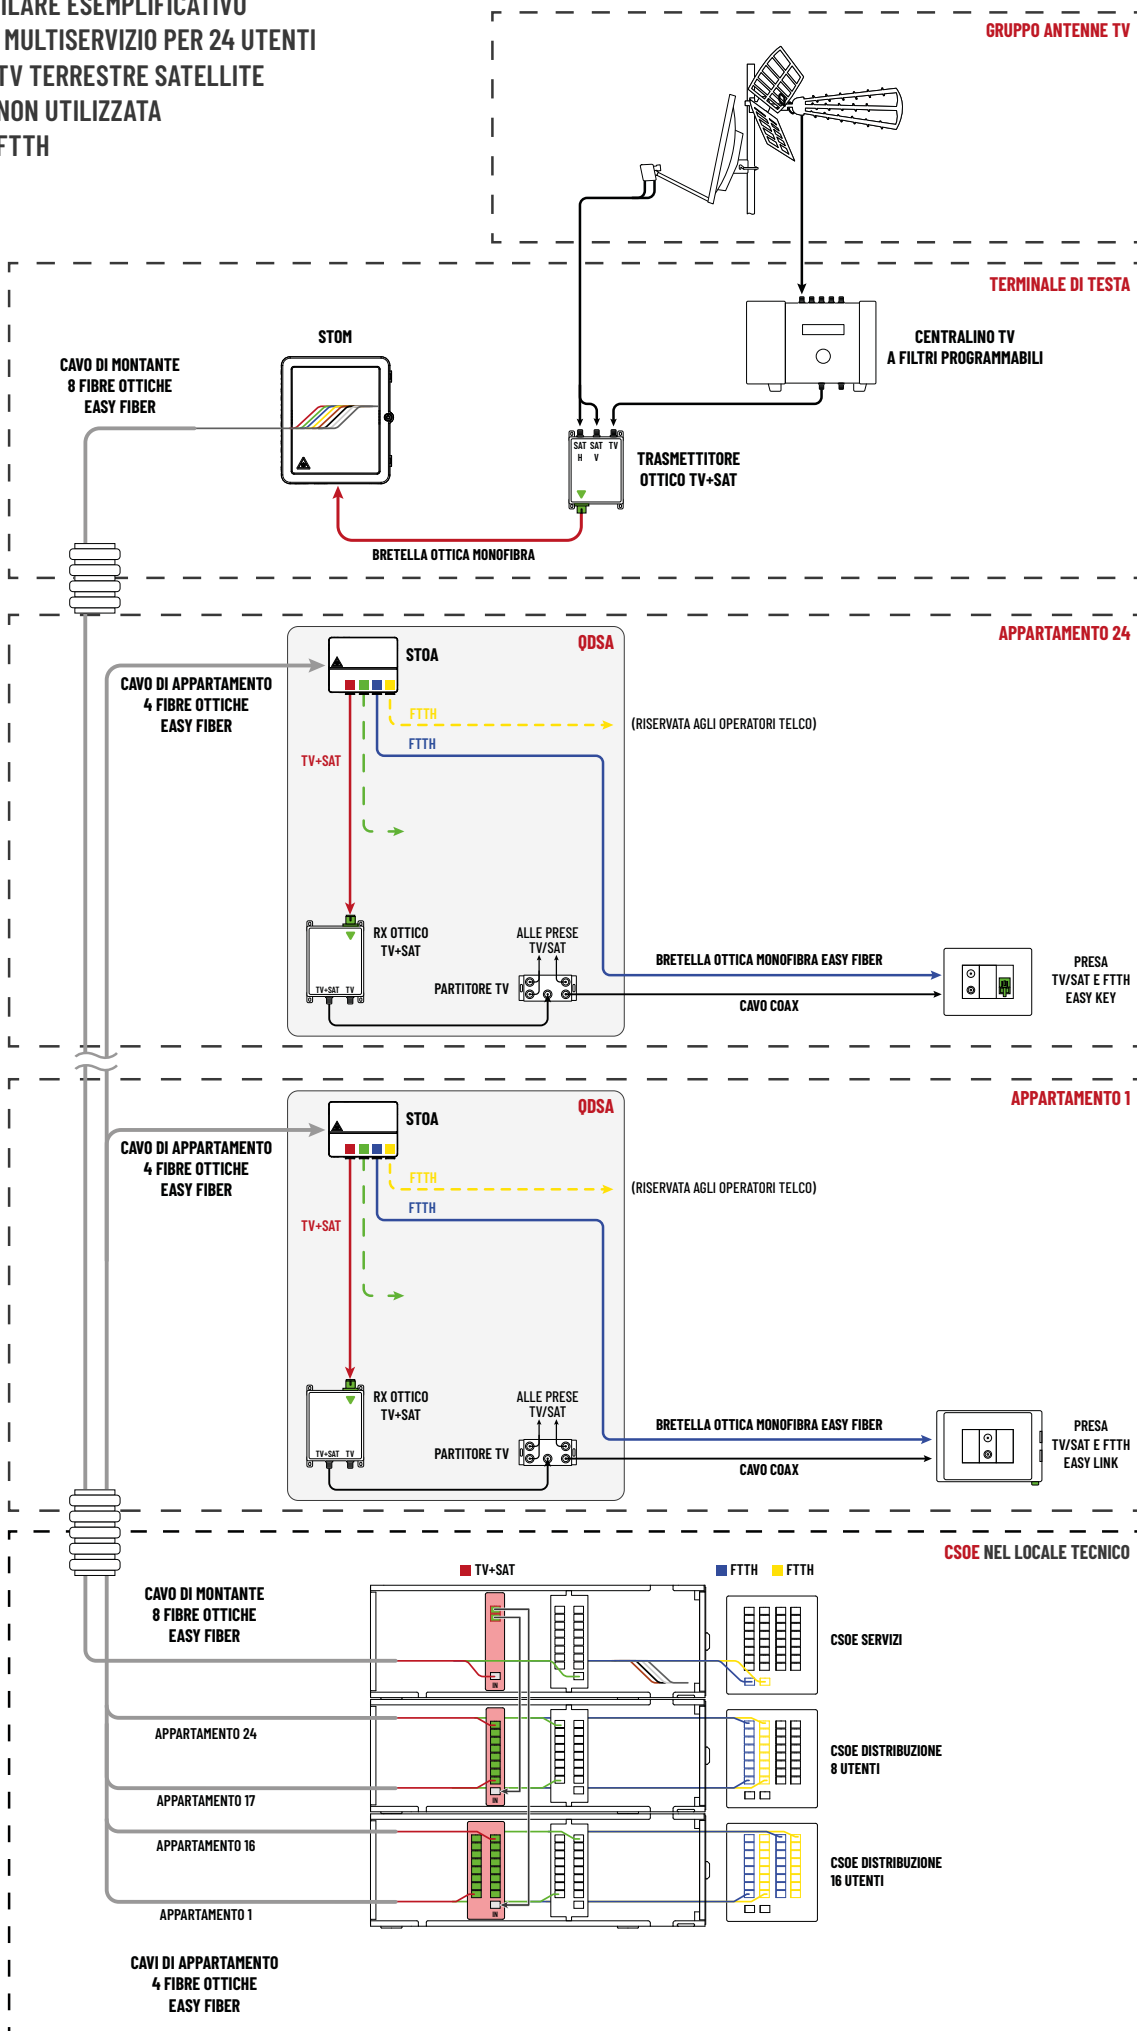 ILARE ESEMPLIFICATIVO
MULTISERVIZIO PER 24 UTENTI
TV TERRESTRE SATELLITE
NON UTILIZZATA
FTTH
GRUPPO ANTENNE TV
TERMINALE DI TESTA
STOM
CENTRALINO TV
A FILTRI PROGRAMMABILI
CAVO DI MONTANTE
8 FIBRE OTTICHE
EASY FIBER
SAT SAT TV
H V
TRASMETTITORE
OTTICO TV+SAT
BRETELLA OTTICA MONOFIBRA
APPARTAMENTO 24
QDSA
STOA
CAVO DI APPARTAMENTO
4 FIBRE OTTICHE
EASY FIBER
FTTH
(RISERVATA AGLI OPERATORI TELCO)
FTTH
TV+SAT
RX OTTICO
TV+SAT
ALLE PRESE
TV/SAT
TV+SAT TV
PARTITORE TV
BRETELLA OTTICA MONOFIBRA EASY FIBER
CAVO COAX
PRESA
TV/SAT E FTTH
EASY KEY
APPARTAMENTO 1
QDSA
STOA
CAVO DI APPARTAMENTO
4 FIBRE OTTICHE
EASY FIBER
FTTH
(RISERVATA AGLI OPERATORI TELCO)
FTTH
TV+SAT
RX OTTICO
TV+SAT
ALLE PRESE
TV/SAT
TV+SAT TV
PARTITORE TV
BRETELLA OTTICA MONOFIBRA EASY FIBER
CAVO COAX
PRESA
TV/SAT E FTTH
EASY LINK
CSOE NEL LOCALE TECNICO
TV+SAT
FTTH
FTTH
CAVO DI MONTANTE
8 FIBRE OTTICHE
EASY FIBER
CSOE SERVIZI
IN
APPARTAMENTO 24
CSOE DISTRIBUZIONE
8 UTENTI
APPARTAMENTO 17
IN
APPARTAMENTO 16
CSOE DISTRIBUZIONE
16 UTENTI
APPARTAMENTO 1
IN
CAVI DI APPARTAMENTO
4 FIBRE OTTICHE
EASY FIBER